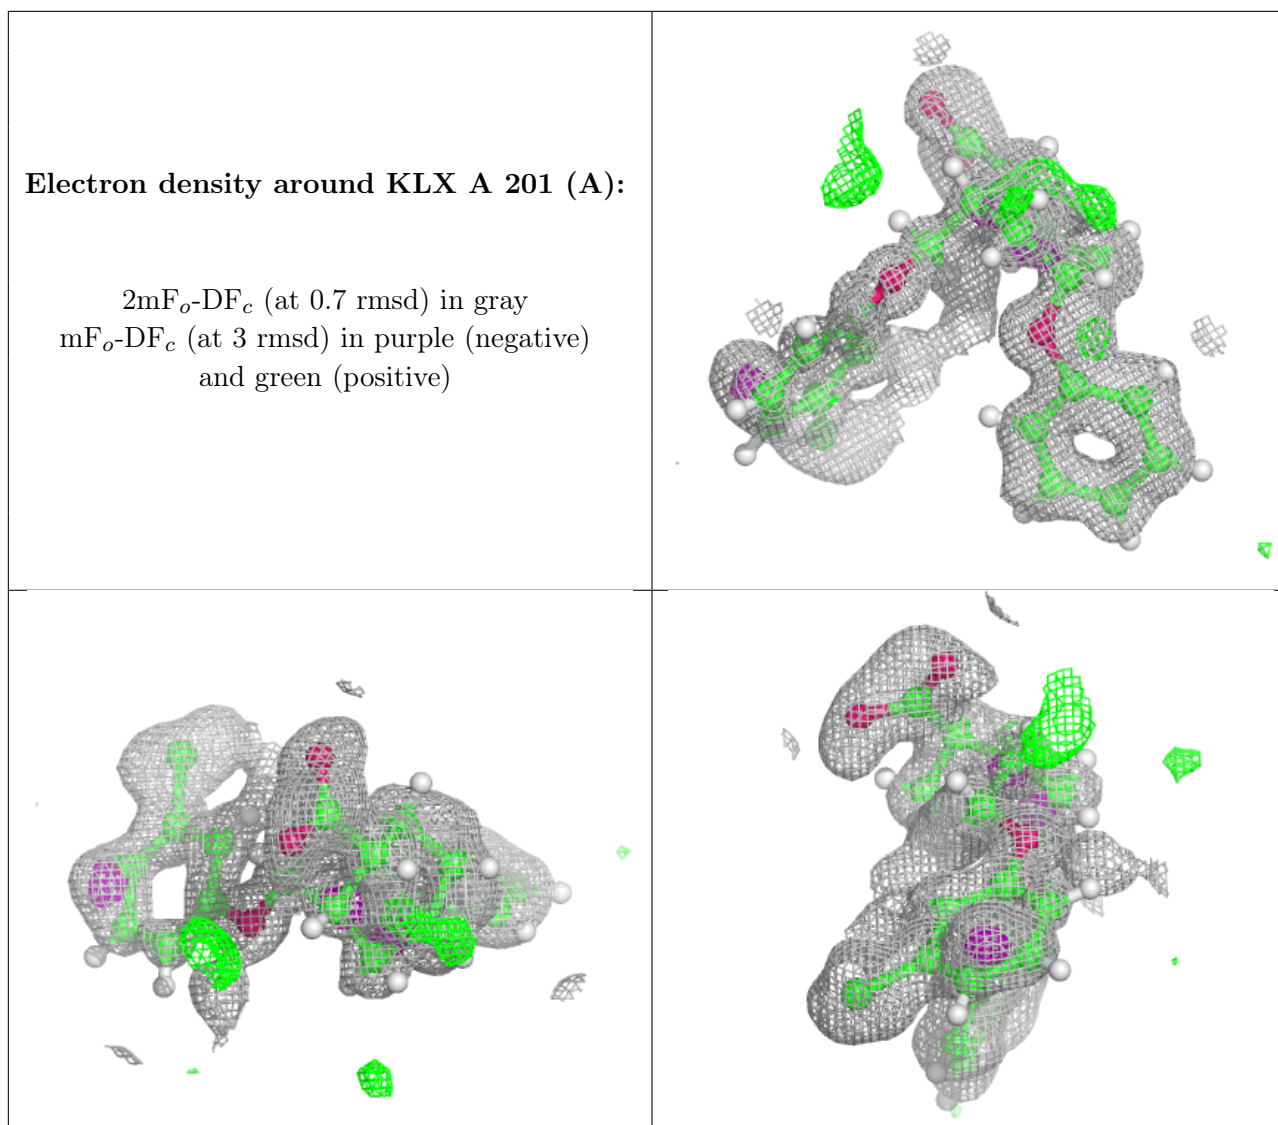 Electron density around KLX A 201 (A):
2mFₒ-DF𝒸 (at 0.7 rmsd) in gray
mFₒ-DF𝒸 (at 3 rmsd) in purple (negative)
and green (positive)